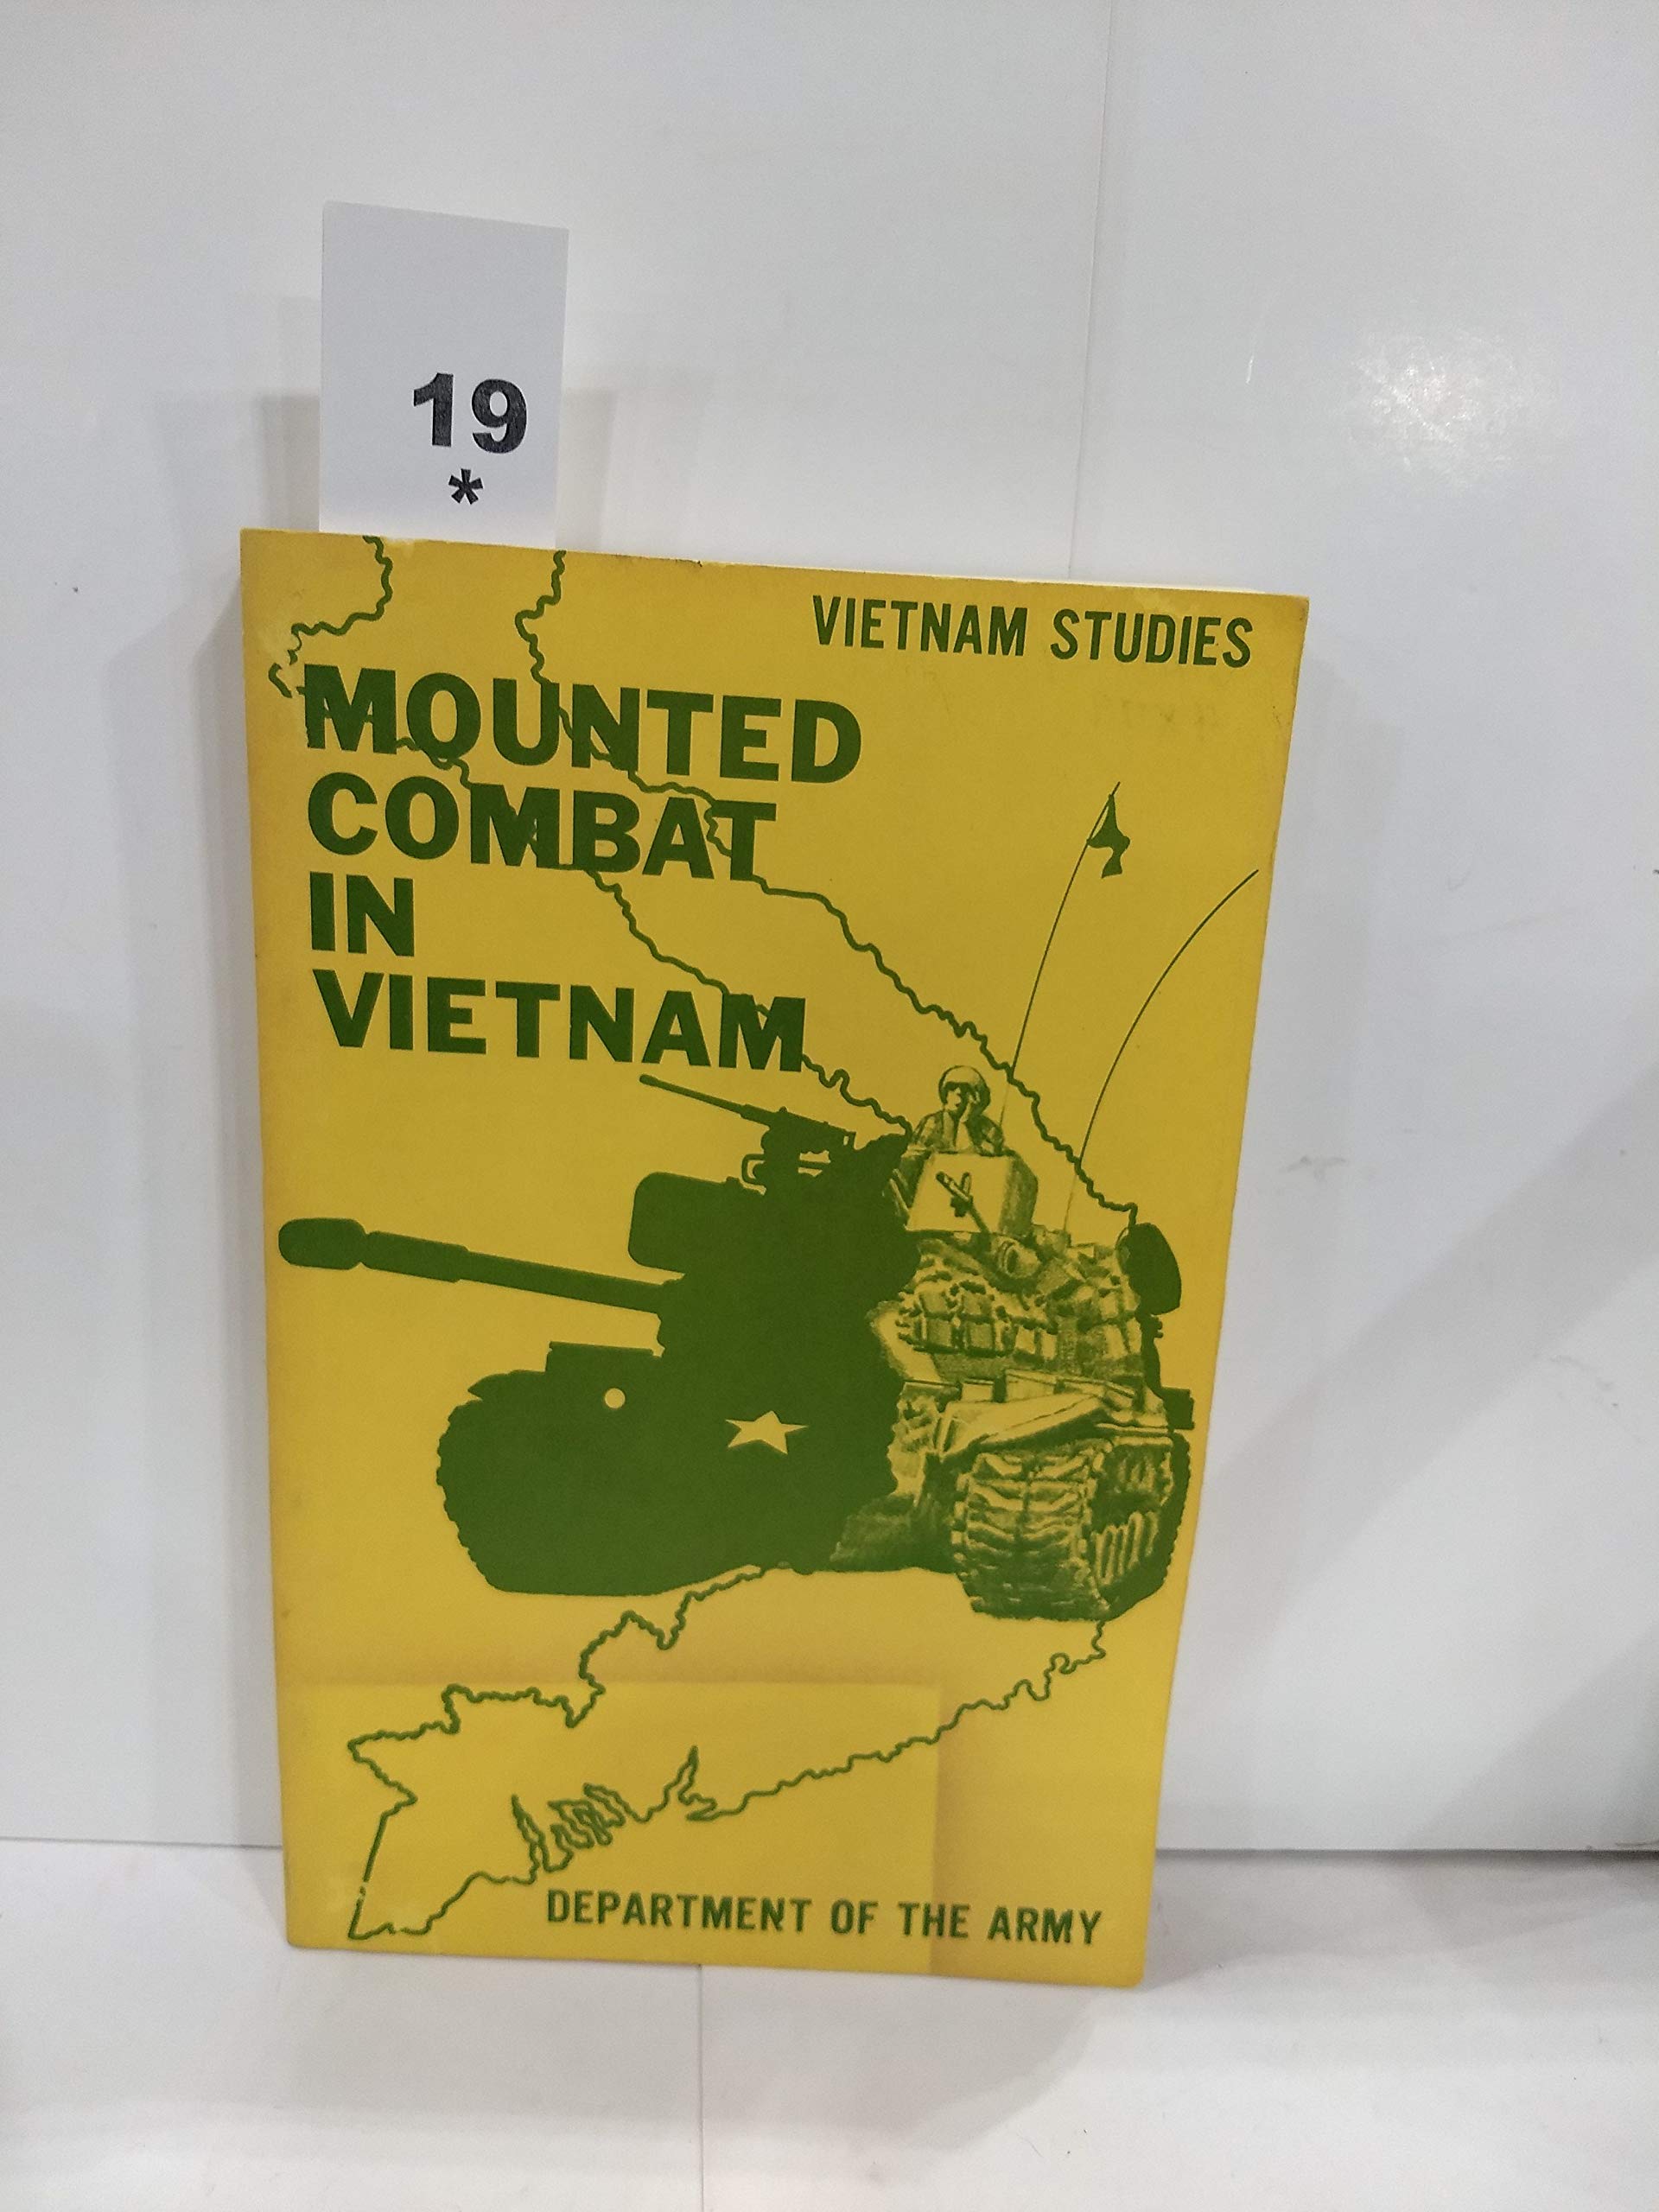 19
*
VIETNAM STUDIES
MOUNTED
COMBAT
IN
VIETNAM
DEPARTMENT OF THE ARMY